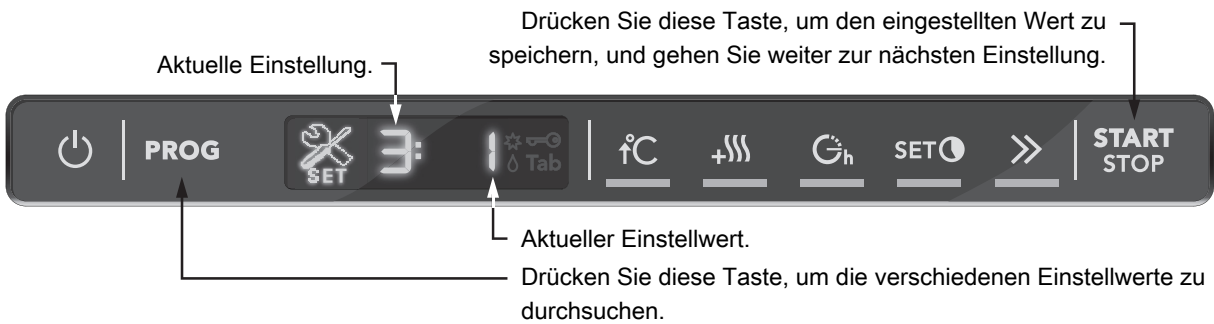 Drücken Sie diese Taste, um den eingestellten Wert zu
speichern, und gehen Sie weiter zur nächsten Einstellung.
Aktuelle Einstellung.
PROG SET 3: 1 Tab °C + h SET START
STOP
Aktueller Einstellwert.
Drücken Sie diese Taste, um die verschiedenen Einstellwerte zu
durchsuchen.